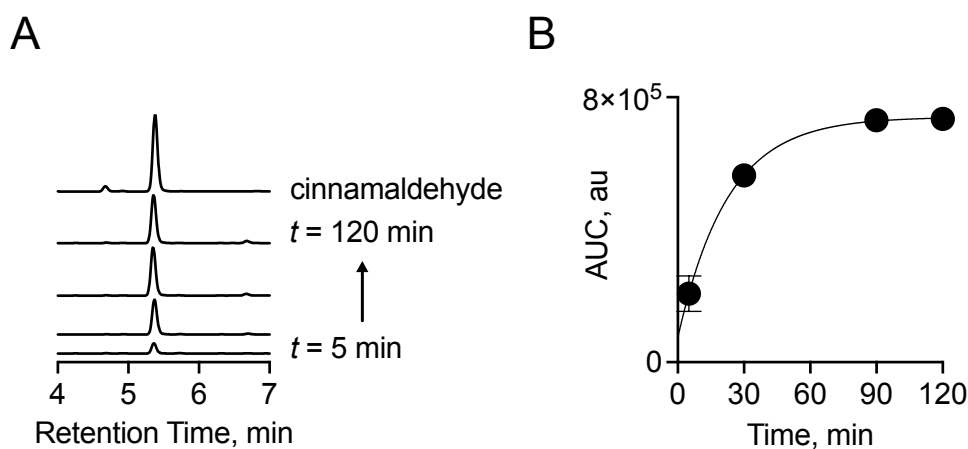 A
cinnamaldehyde
t = 120 min
t = 5 min
4 5 6 7
Retention Time, min
B
8×10⁵
0
AUC, au
0 30 60 90 120
Time, min